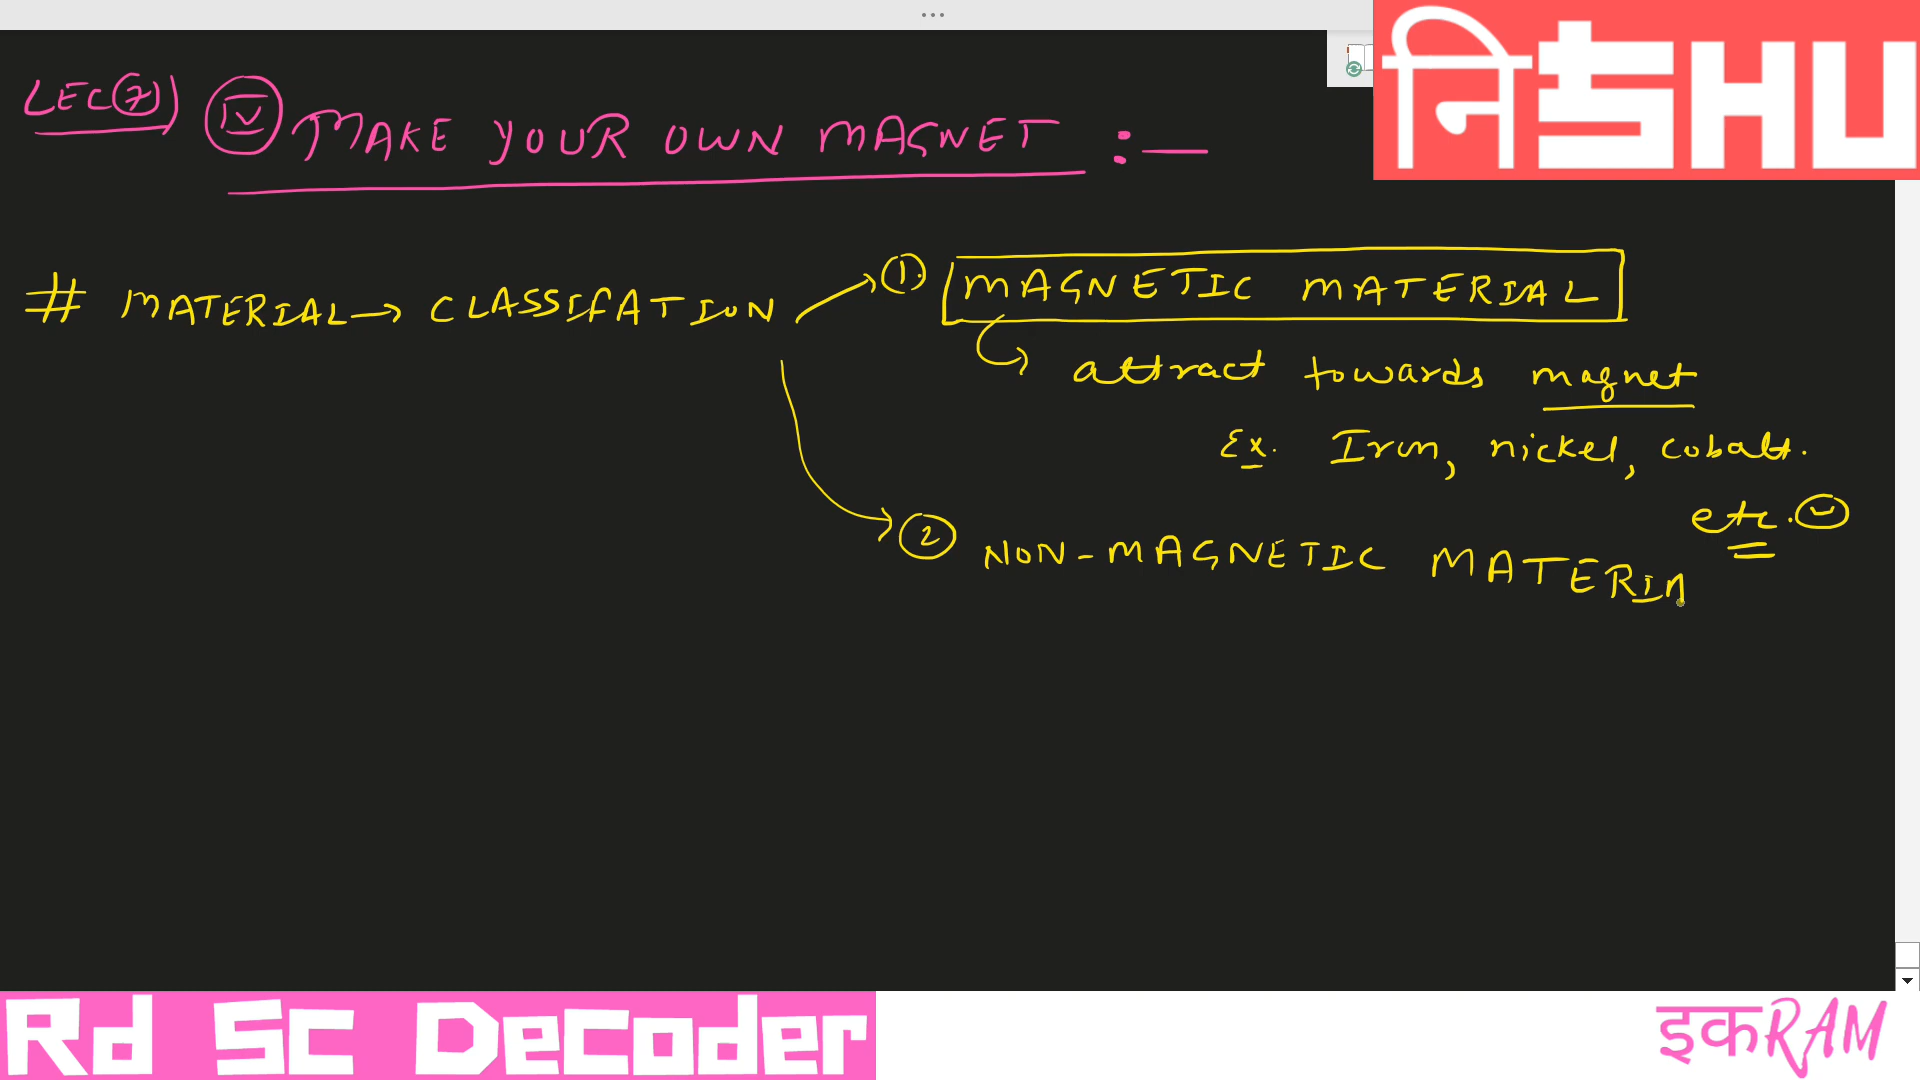 LEC(7)
IV MAKE YOUR OWN MAGNET :—
निSHU
# MATERIAL → CLASSIFATION
1. MAGNETIC MATERIAL
attract towards magnet
Ex. Iron, nickel, cobalt.
etc.
2 NON-MAGNETIC MATERIA
Rd Sc Decoder
इकRAM